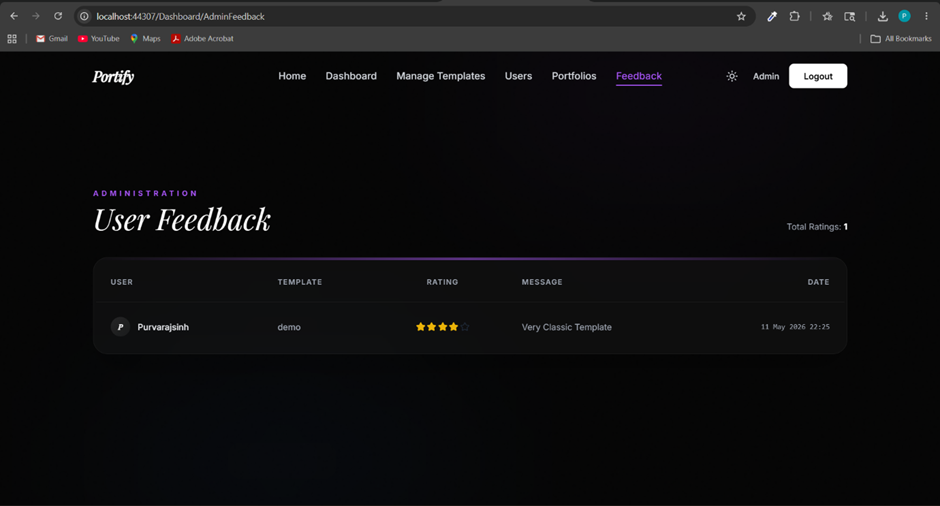 localhost:44307/Dashboard/AdminFeedback
P
Gmail YouTube Maps Adobe Acrobat All Bookmarks
Portify Home Dashboard Manage Templates Users Portfolios Feedback Admin Logout
ADMINISTRATION
User Feedback
Total Ratings: 1
USER TEMPLATE RATING MESSAGE DATE
P Purvarajsinh demo Very Classic Template 11 May 2026 22:25